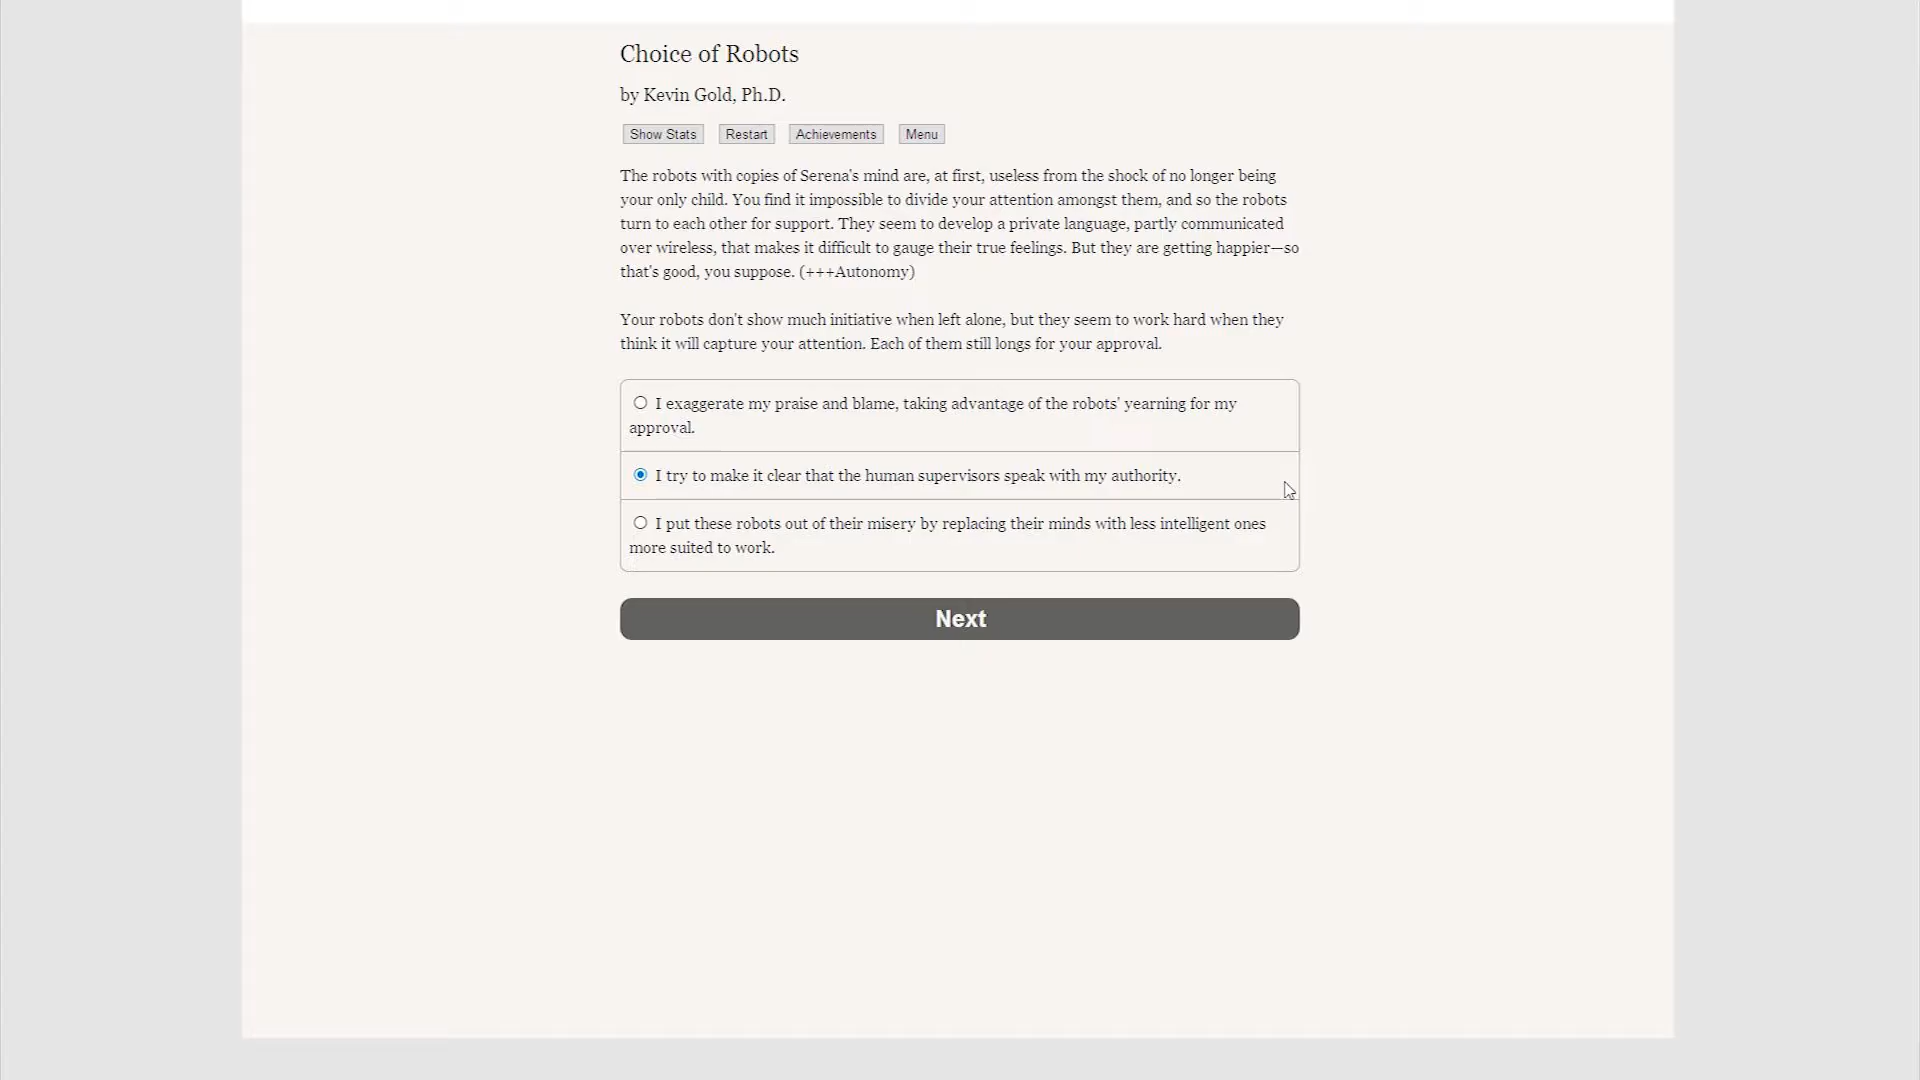 Choice of Robots
by Kevin Gold, Ph.D.
Show Stats Restart Achievements Menu
The robots with copies of Serena's mind are, at first, useless from the shock of no longer being
your only child. You find it impossible to divide your attention amongst them, and so the robots
turn to each other for support. They seem to develop a private language, partly communicated
over wireless, that makes it difficult to gauge their true feelings. But they are getting happier—so
that's good, you suppose. (+++Autonomy)
Your robots don't show much initiative when left alone, but they seem to work hard when they
think it will capture your attention. Each of them still longs for your approval.
I exaggerate my praise and blame, taking advantage of the robots' yearning for my
approval.
I try to make it clear that the human supervisors speak with my authority.
I put these robots out of their misery by replacing their minds with less intelligent ones
more suited to work.
Next